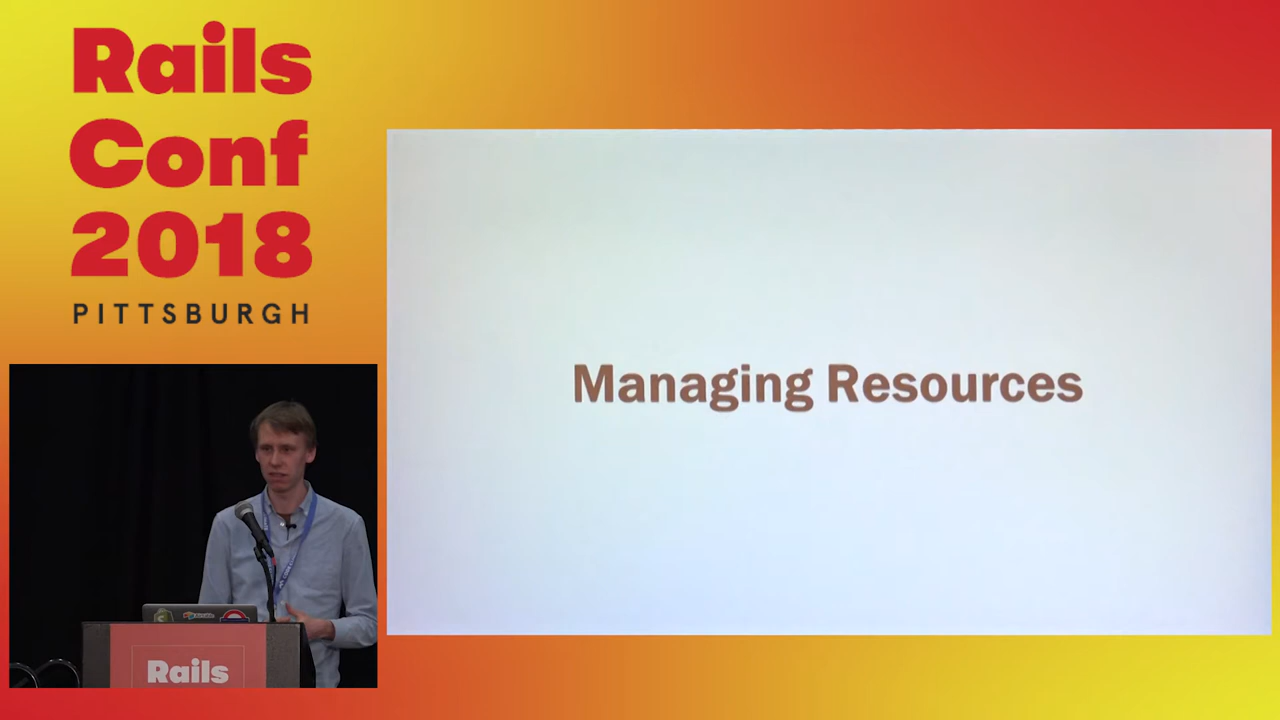 Rails
Conf
2018
PITTSBURGH
Managing Resources
Rails